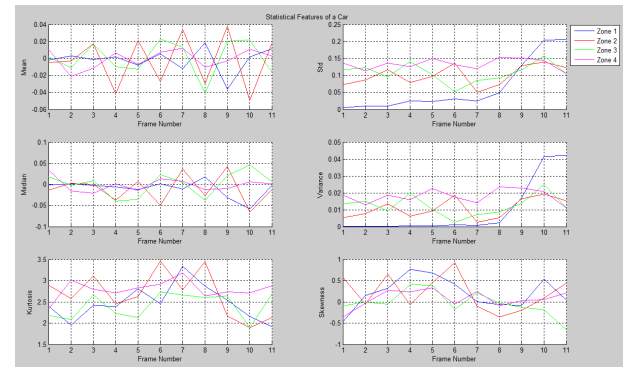 Statistical Features of a Car
0.04
0.02
0
-0.02
-0.04
-0.06
Mean
1 2 3 4 5 6 7 8 9 10 11
Frame Number
0.25
0.2
0.15
0.1
0.05
0
Std
1 2 3 4 5 6 7 8 9 10 11
Frame Number
Zone 1
Zone 2
Zone 3
Zone 4
0.1
0.05
0
-0.05
-0.1
Median
1 2 3 4 5 6 7 8 9 10 11
Frame Number
0.05
0.04
0.03
0.02
0.01
0
Variance
1 2 3 4 5 6 7 8 9 10 11
Frame Number
3.5
3
2.5
2
1.5
Kurtosis
1 2 3 4 5 6 7 8 9 10 11
Frame Number
1
0.5
0
-0.5
-1
Skewness
1 2 3 4 5 6 7 8 9 10 11
Frame Number